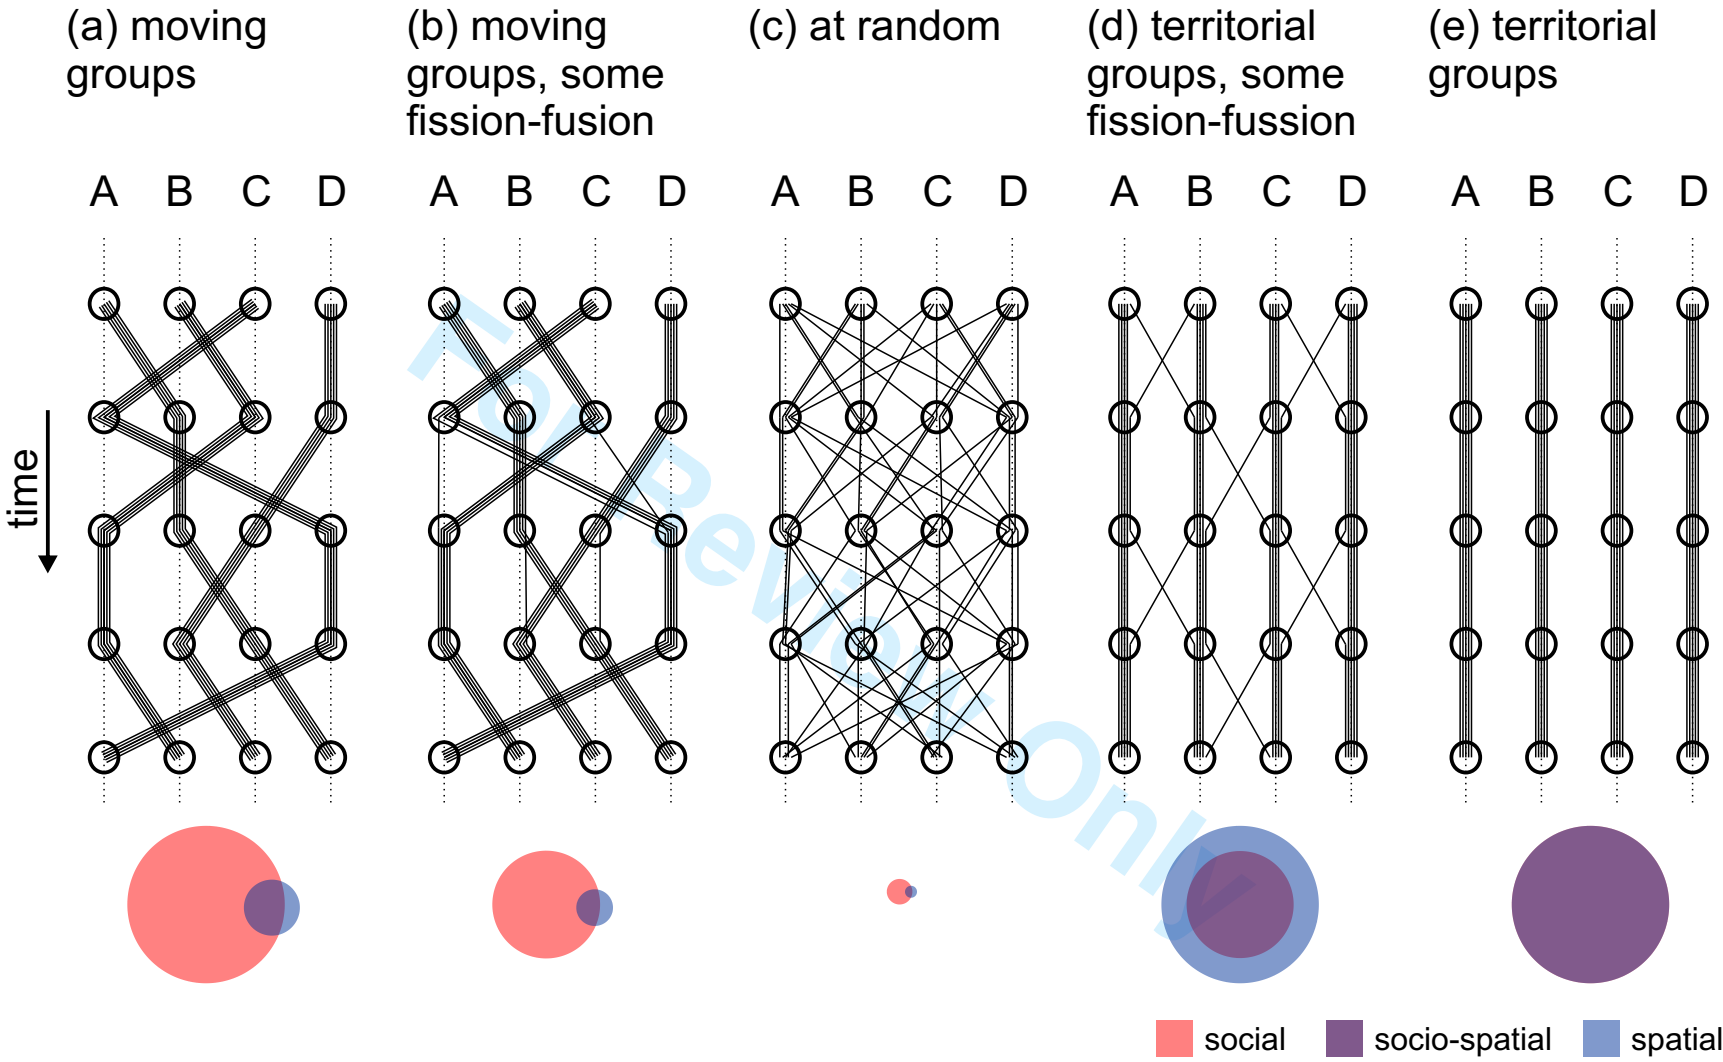 (a) moving
groups
(b) moving
groups, some
fission-fusion
(c) at random
(d) territorial
groups, some
fission-fussion
(e) territorial
groups
A B C D
A B C D
A B C D
A B C D
A B C D
time
For Review Only
social
socio-spatial
spatial